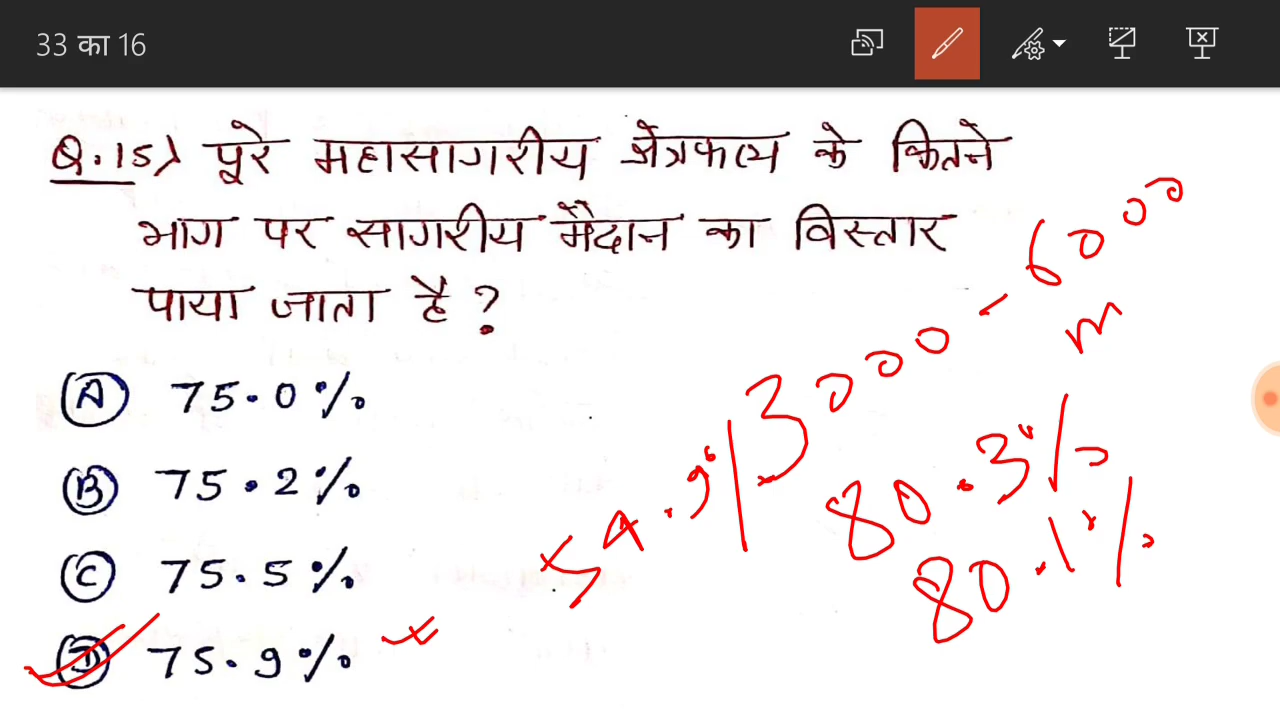 33 का 16
Q.15) पूरे महासागरीय क्षेत्रफल के कितने
भाग पर सागरीय मैदान का विस्तार
पाया जाता है?
(A) 75.0%
(B) 75.2%
(C) 75.5%
(D) 75.9%
3000 - 6000
m
54.9%
80.3%
80.1%